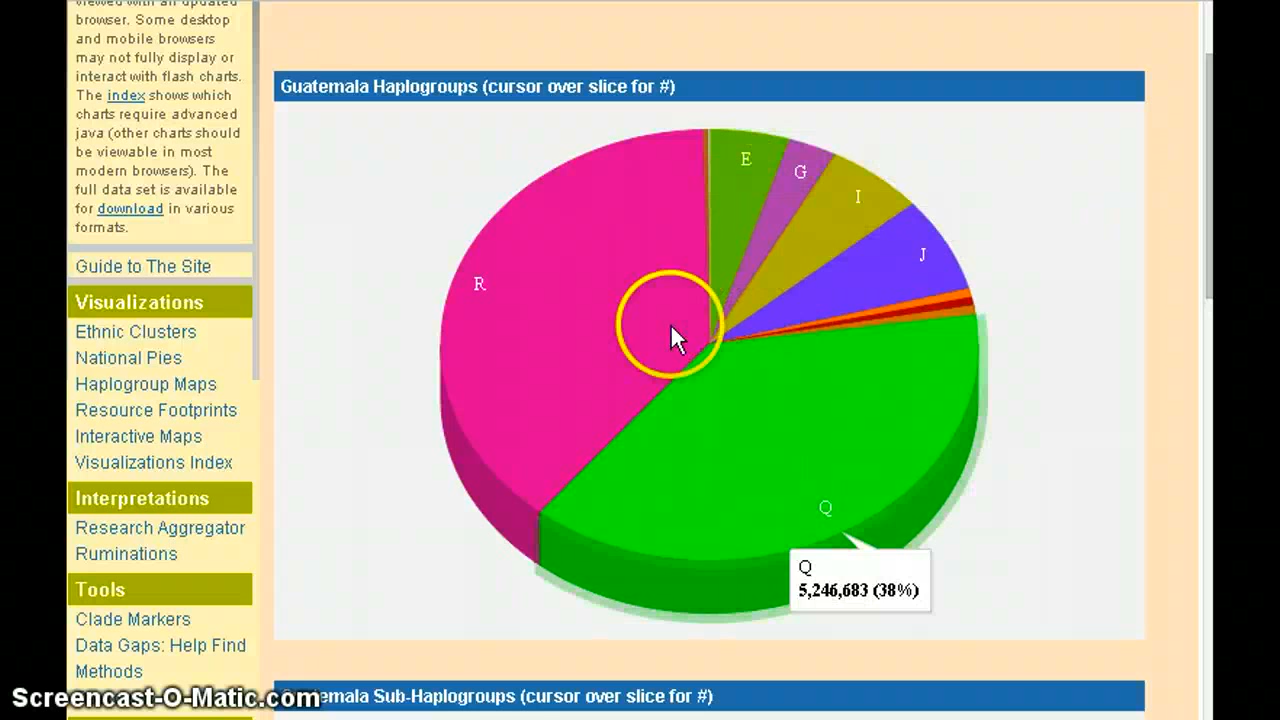 viewed with an updated
browser. Some desktop
and mobile browsers
may not fully display or
interact with flash charts.
The index shows which
charts require advanced
java (other charts should
be viewable in most
modern browsers). The
full data set is available
for download in various
formats.
Guide to The Site
Visualizations
Ethnic Clusters
National Pies
Haplogroup Maps
Resource Footprints
Interactive Maps
Visualizations Index
Interpretations
Research Aggregator
Ruminations
Tools
Clade Markers
Data Gaps: Help Find
Methods
Guatemala Haplogroups (cursor over slice for #)
E
G
I
J
R
Q
Q
5,246,683 (38%)
Guatemala Sub-Haplogroups (cursor over slice for #)
Screencast-O-Matic.com